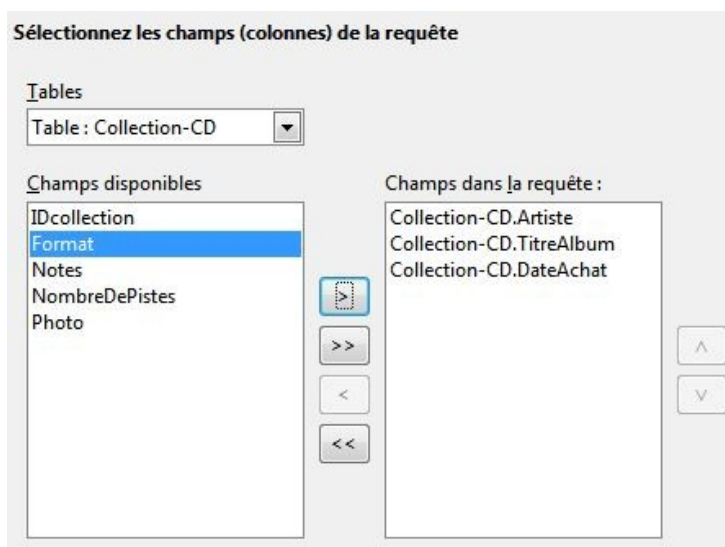 Sélectionnez les champs (colonnes) de la requête
Tables
Table : Collection-CD
Champs disponibles
IDcollection
Format
Notes
NombreDePistes
Photo
>
>>
<
<<
Champs dans la requête :
Collection-CD.Artiste
Collection-CD.TitreAlbum
Collection-CD.DateAchat